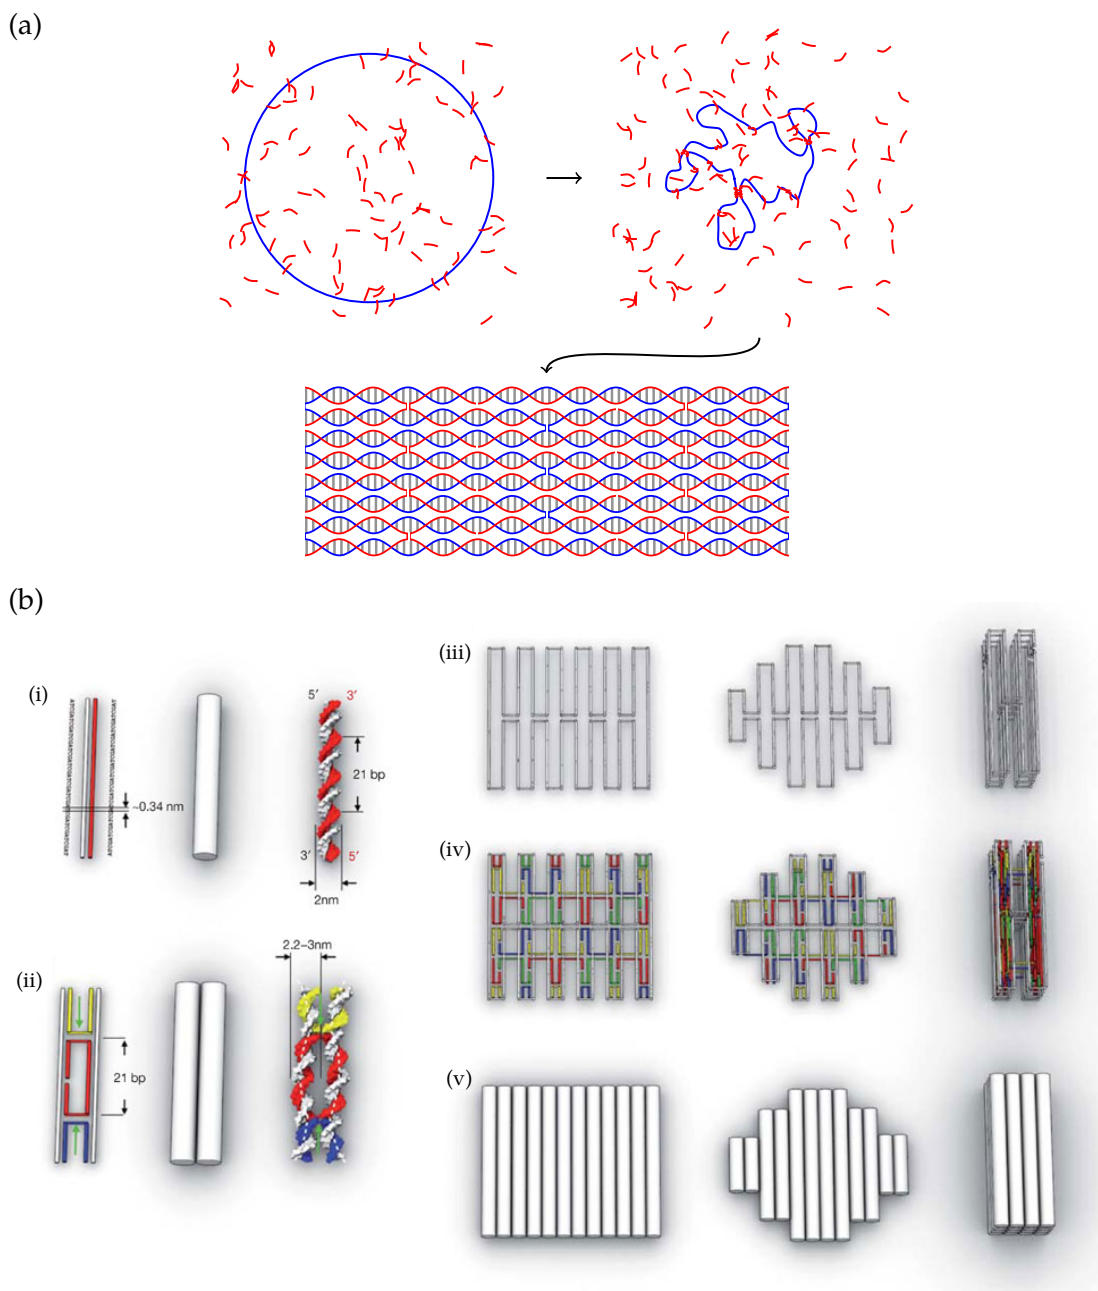 (a)
(b)
(i)
5′ 3′
21 bp
~0.34 nm
3′ 5′
2nm
(ii)
2.2–3nm
21 bp
(iii)
(iv)
(v)